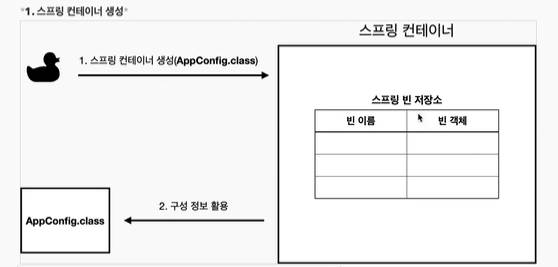 *1. 스프링 컨테이너 생성*
스프링 컨테이너
1. 스프링 컨테이너 생성(AppConfig.class)
스프링 빈 저장소
빈 이름 빈 객체
2. 구성 정보 활용
AppConfig.class